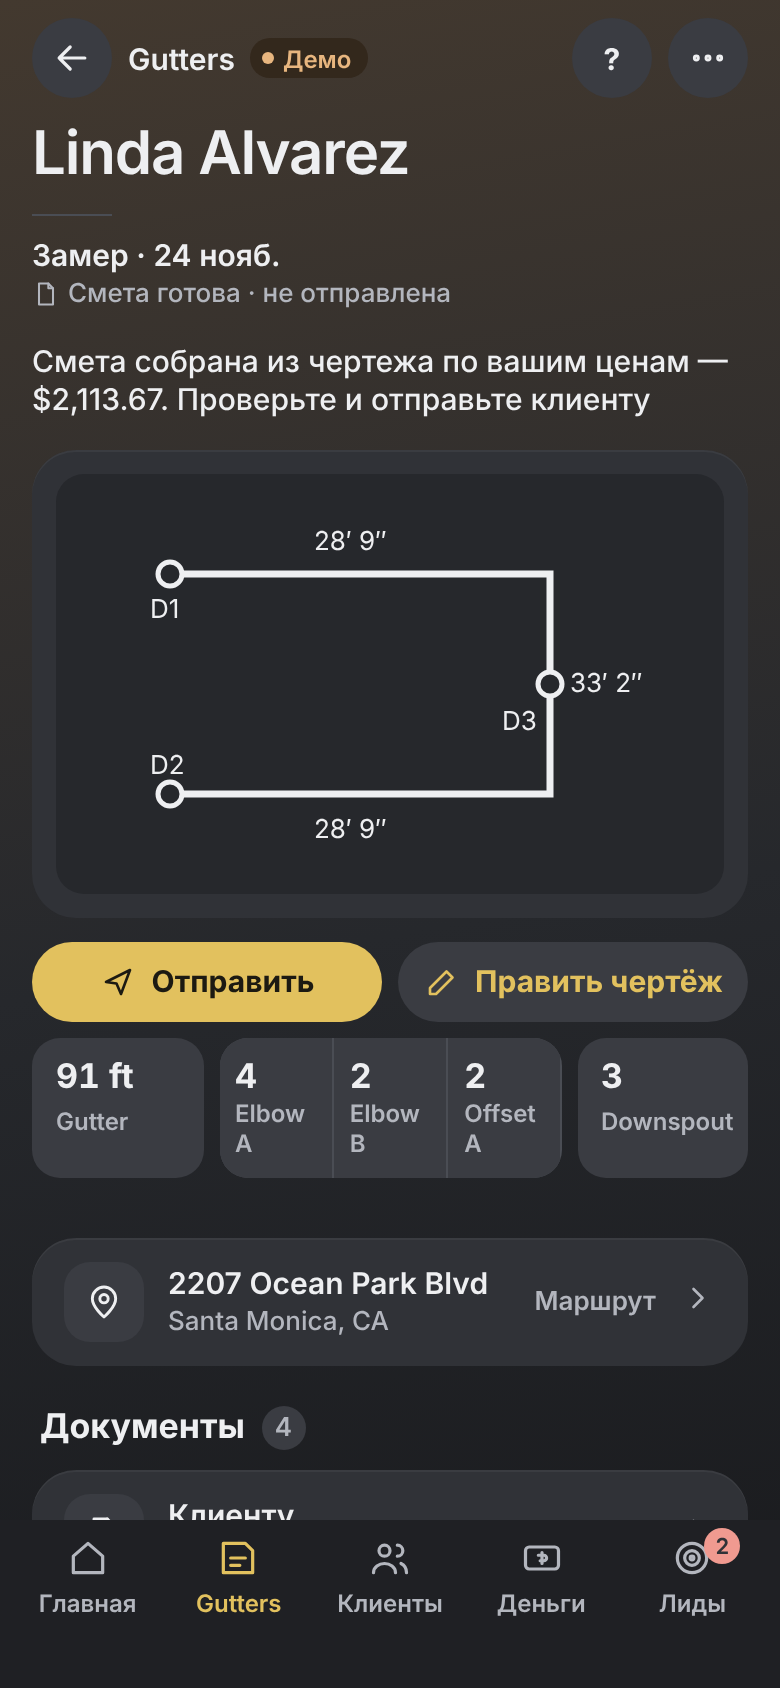 Gutters
Демо
?
Linda Alvarez
Замер · 24 нояб.
Смета готова · не отправлена
Смета собрана из чертежа по вашим ценам —
$2,113.67. Проверьте и отправьте клиенту
28′ 9″
D1
33′ 2″
D3
D2
28′ 9″
Отправить
Править чертёж
91 ft
Gutter
4
Elbow
A
2
Elbow
B
2
Offset
A
3
Downspout
2207 Ocean Park Blvd
Santa Monica, CA
Маршрут
Документы 4
Клиенту
2
Главная
Gutters
Клиенты
Деньги
Лиды